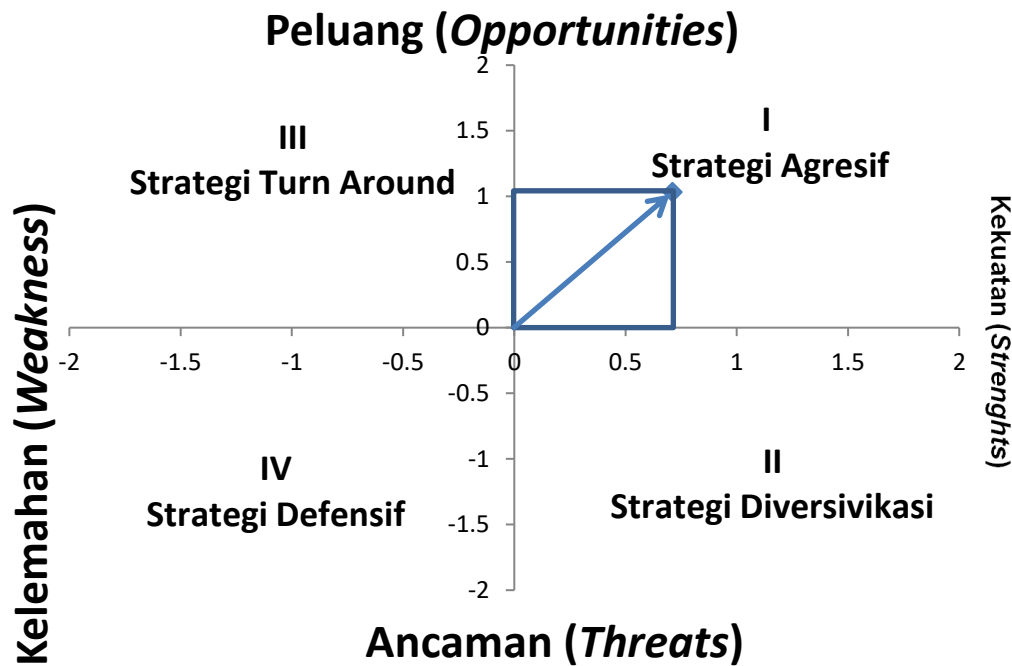 Peluang (Opportunities)
2
1.5
1
0.5
0
-0.5
-1
-1.5
-2
-2 -1.5 -1 -0.5 0 0.5 1 1.5 2
III
Strategi Turn Around
I
Strategi Agresif
IV
Strategi Defensif
II
Strategi Diversivikasi
Kelemahan (Weakness)
Kekuatan (Strenghts)
Ancaman (Threats)